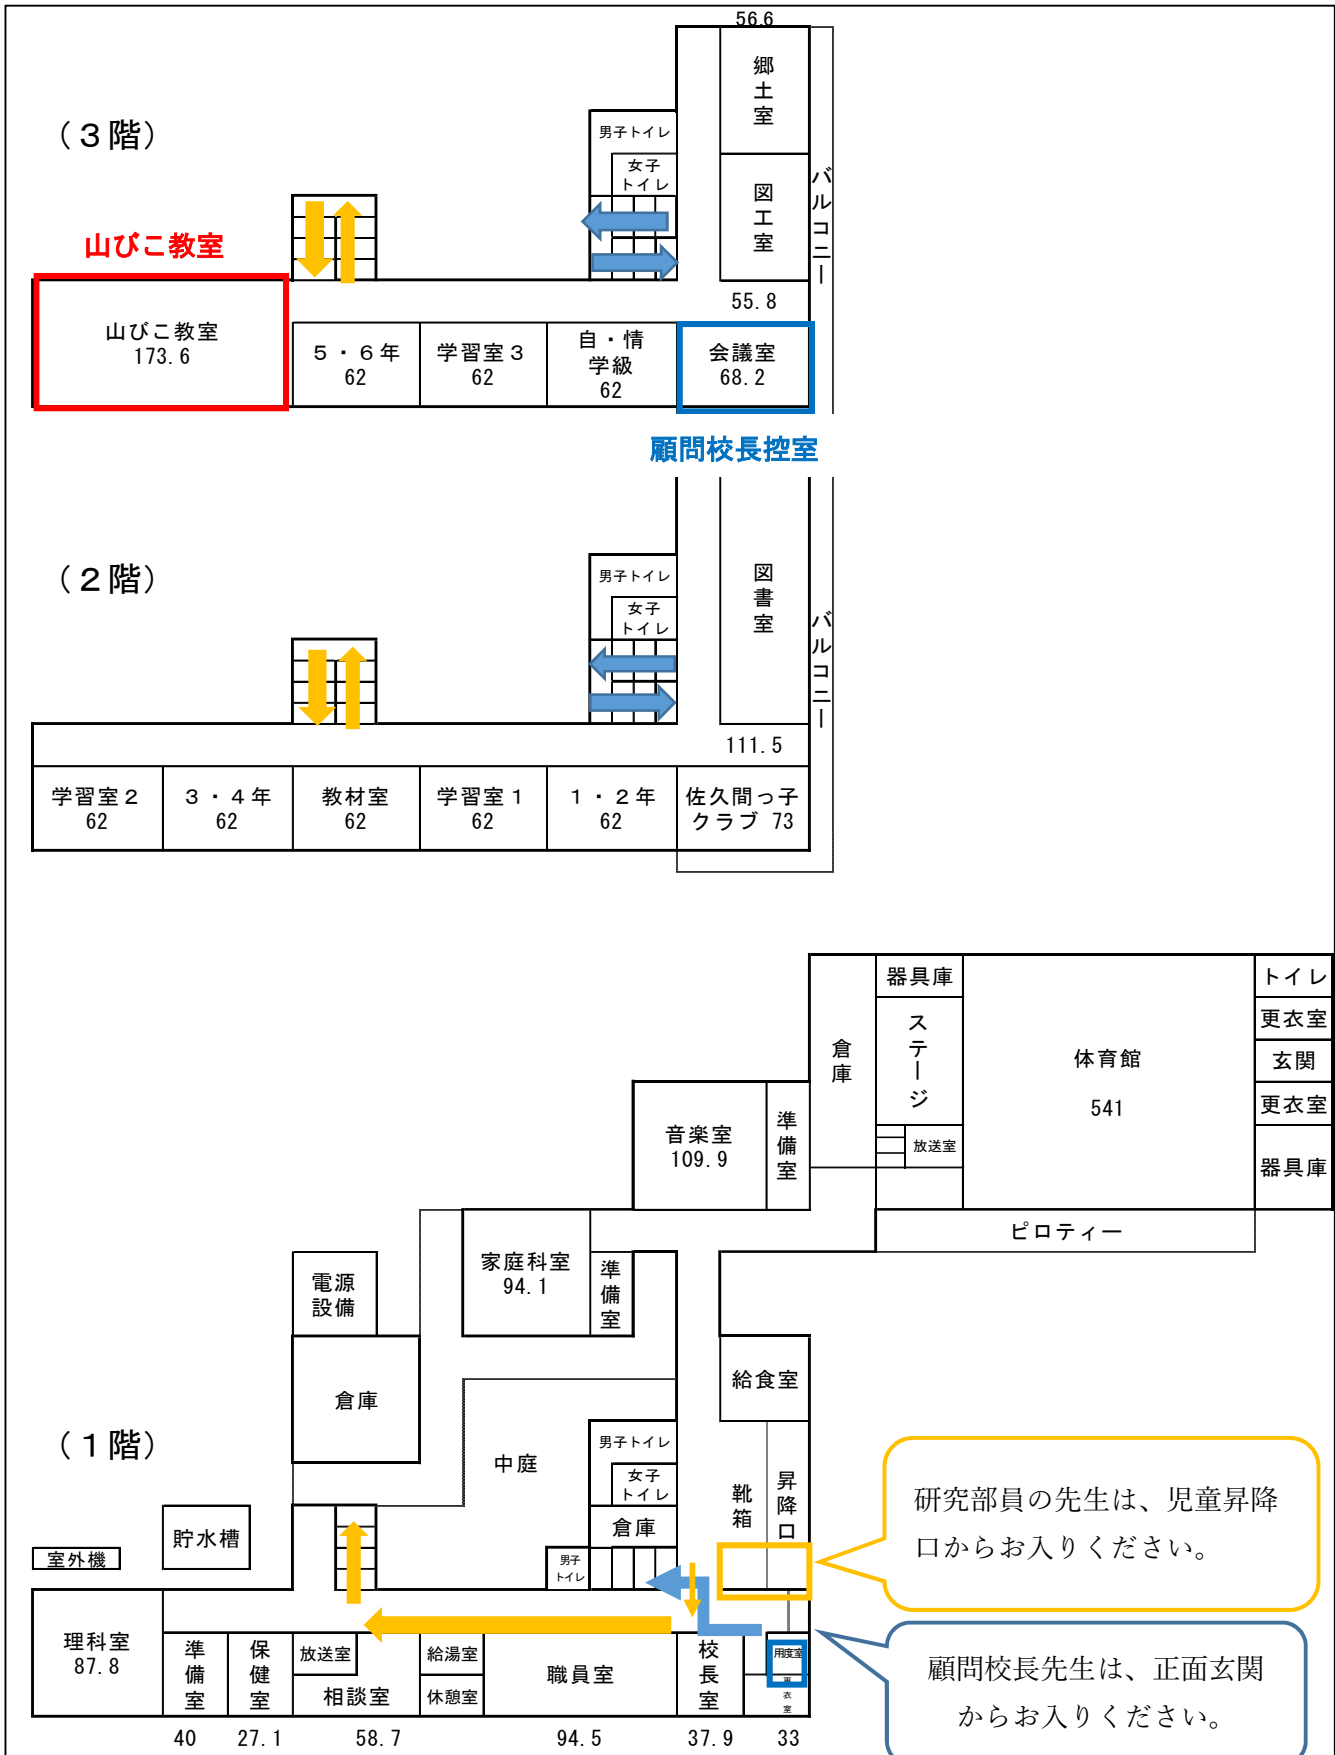 56.6
郷土室
（３階）
男子トイレ
女子
トイレ
図工室
バルコニー
山びこ教室
55.8
山びこ教室
173.6
５・６年
62
学習室３
62
自・情
学級
62
会議室
68.2
顧問校長控室
（２階）
男子トイレ
女子
トイレ
図書室
バルコニー
111.5
学習室２
62
３・４年
62
教材室
62
学習室１
62
１・２年
62
佐久間っ子
クラブ 73
器具庫
トイレ
更衣室
倉庫
ステージ
体育館
541
玄関
更衣室
音楽室
109.9
準備室
放送室
器具庫
ピロティー
家庭科室
94.1
準備室
電源
設備
給食室
倉庫
（１階）
中庭
男子トイレ
女子
トイレ
靴箱
昇降口
倉庫
研究部員の先生は、児童昇降
口からお入りください。
貯水槽
室外機
男子
トイレ
理科室
87.8
準備室
保健室
放送室
相談室
給湯室
休憩室
職員室
校長室
用度室
更衣室
顧問校長先生は、正面玄関
からお入りください。
40
27.1
58.7
94.5
37.9
33